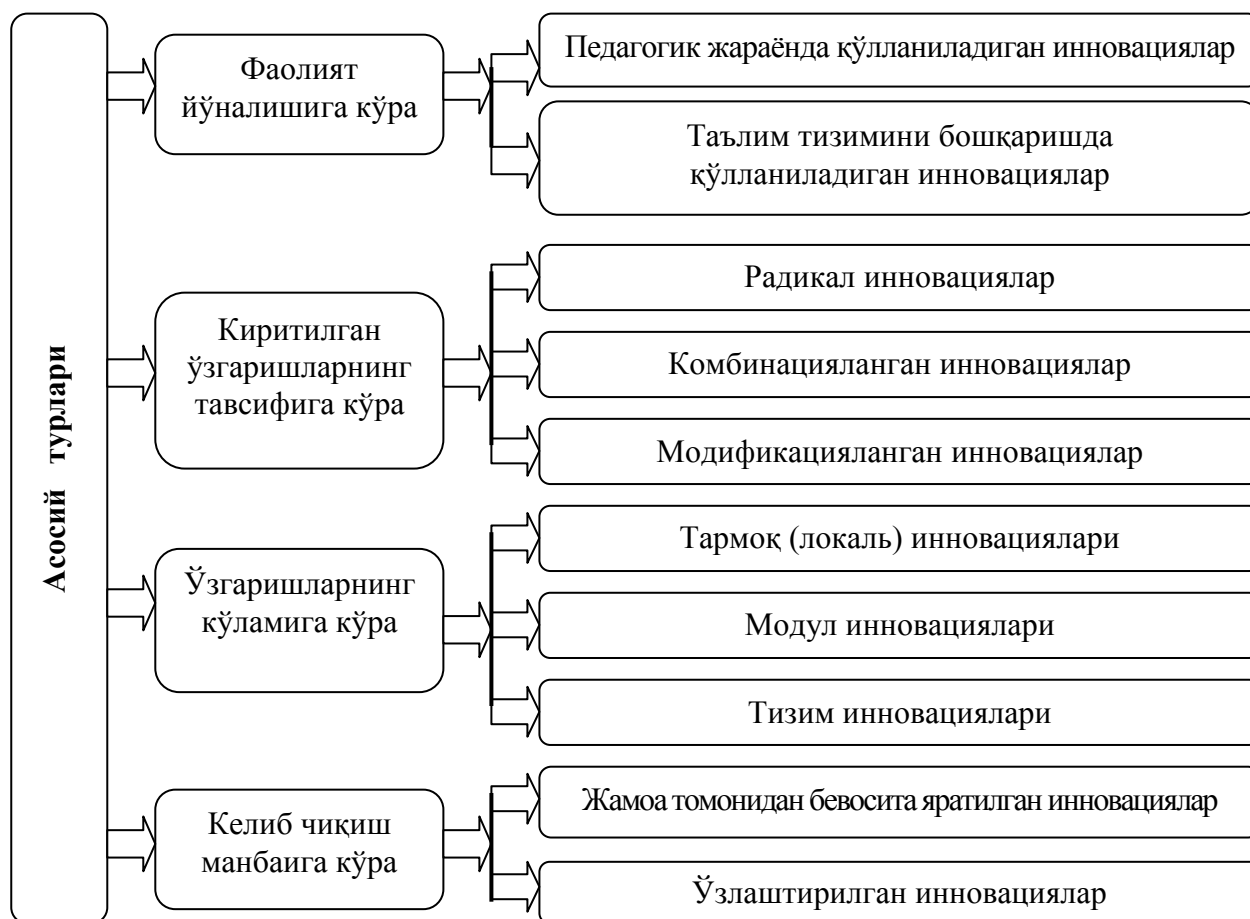 Асосий турлари
Фаолият
йўналишига кўра
Педагогик жараёнда қўлланиладиган инновациялар
Таълим тизимини бошқаришда
қўлланиладиган инновациялар
Киритилган
ўзгаришларнинг
тавсифига кўра
Радикал инновациялар
Комбинацияланган инновациялар
Модификацияланган инновациялар
Ўзгаришларнинг
кўламига кўра
Тармоқ (локаль) инновациялари
Модул инновациялари
Тизим инновациялари
Келиб чиқиш
манбаига кўра
Жамоа томонидан бевосита яратилган инновациялар
Ўзлаштирилган инновациялар